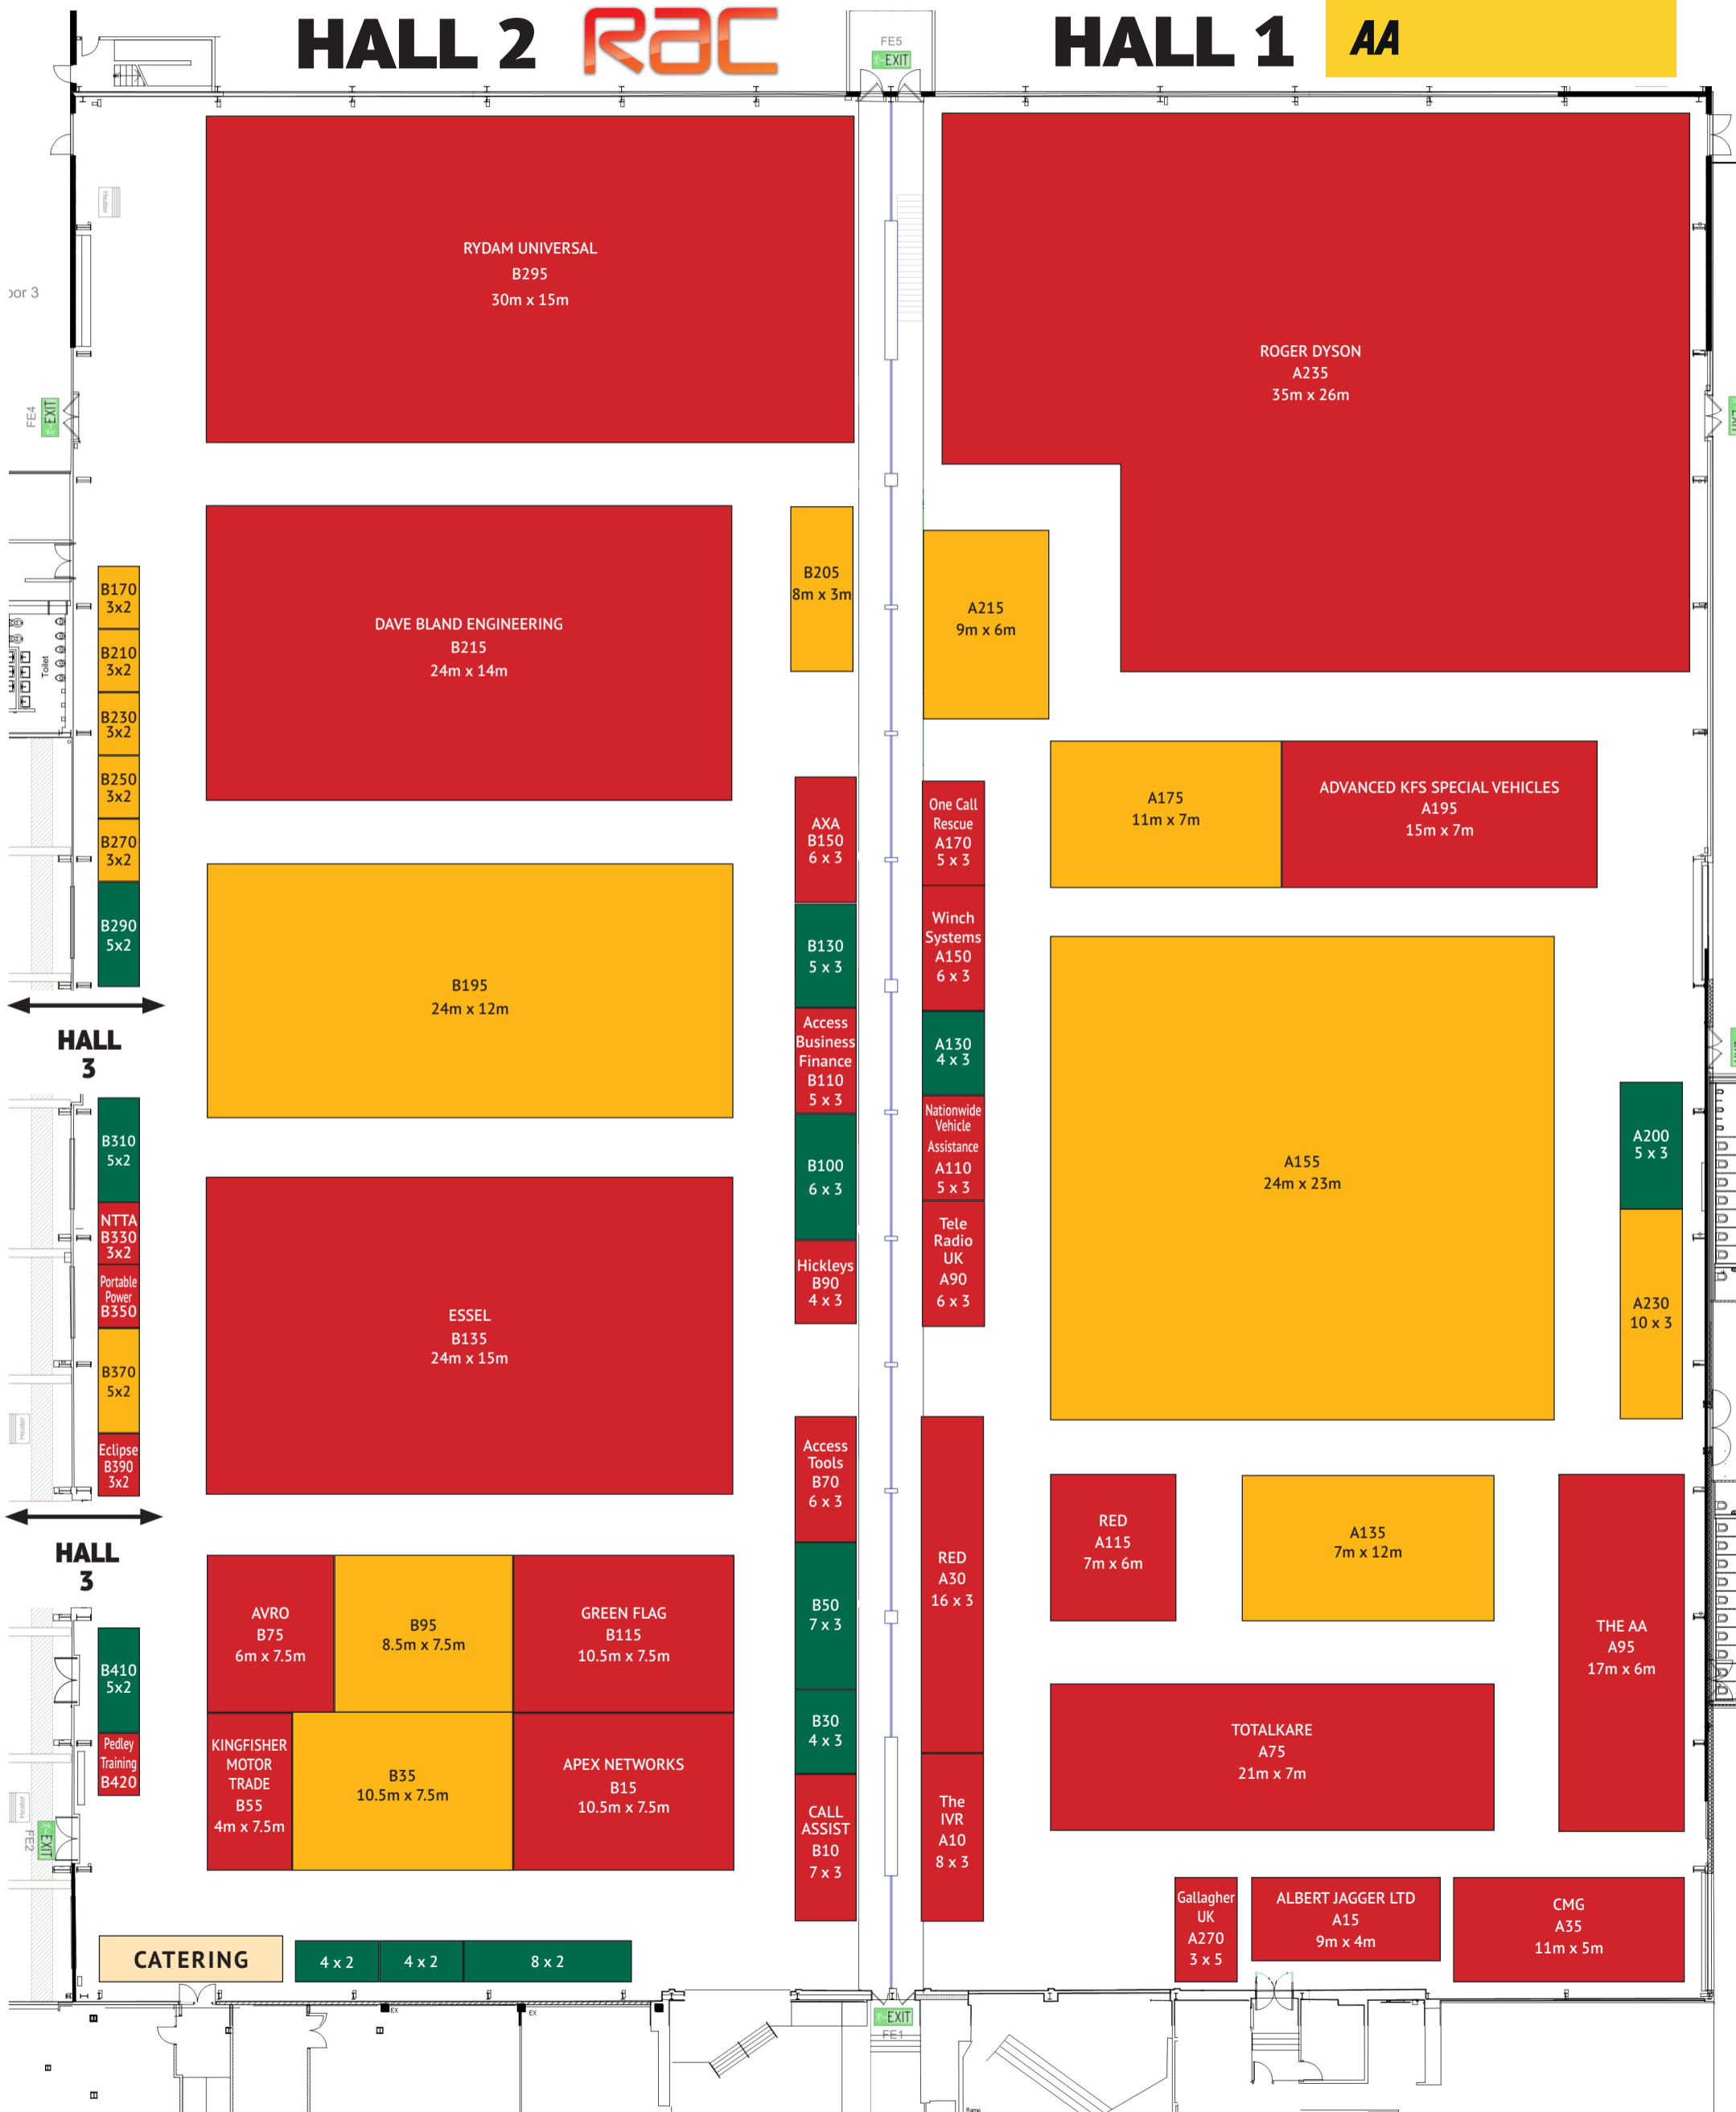 HALL 2
RAC
HALL 1
AA
FE5
EXIT
Heater
oor 3
FE4
EXIT
RYDAM UNIVERSAL
B295
30m x 15m
ROGER DYSON
A235
35m x 26m
DAVE BLAND ENGINEERING
B215
24m x 14m
B205
8m x 3m
A215
9m x 6m
Toilet
B170
3x2
B210
3x2
B230
3x2
B250
3x2
B270
3x2
B290
5x2
HALL
3
A175
11m x 7m
ADVANCED KFS SPECIAL VEHICLES
A195
15m x 7m
AXA
B150
6 x 3
B130
5 x 3
Access
Business
Finance
B110
5 x 3
B100
6 x 3
Hickleys
B90
4 x 3
One Call
Rescue
A170
5 x 3
Winch
Systems
A150
6 x 3
A130
4 x 3
Nationwide
Vehicle
Assistance
A110
5 x 3
Tele
Radio
UK
A90
6 x 3
B195
24m x 12m
A155
24m x 23m
A200
5 x 3
A230
10 x 3
B310
5x2
NTTA
B330
3x2
Portable
Power
B350
B370
5x2
Eclipse
B390
3x2
Heater
HALL
3
ESSEL
B135
24m x 15m
Access
Tools
B70
6 x 3
B50
7 x 3
B30
4 x 3
CALL
ASSIST
B10
7 x 3
RED
A30
16 x 3
The
IVR
A10
8 x 3
RED
A115
7m x 6m
A135
7m x 12m
THE AA
A95
17m x 6m
TOTALKARE
A75
21m x 7m
AVRO
B75
6m x 7.5m
B95
8.5m x 7.5m
GREEN FLAG
B115
10.5m x 7.5m
KINGFISHER
MOTOR
TRADE
B55
4m x 7.5m
B35
10.5m x 7.5m
APEX NETWORKS
B15
10.5m x 7.5m
B410
5x2
Pedley
Training
B420
Heater
FE2
EXIT
Gallagher
UK
A270
3 x 5
ALBERT JAGGER LTD
A15
9m x 4m
CMG
A35
11m x 5m
CATERING
4 x 2
4 x 2
8 x 2
EX
EX
EXIT
FE1